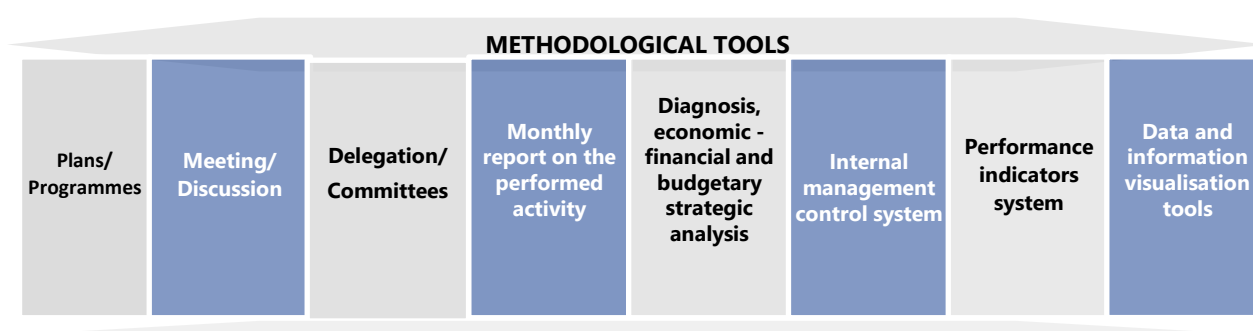 METHODOLOGICAL TOOLS
Plans/
Programmes
Meeting/
Discussion
Delegation/
Committees
Monthly
report on the
performed
activity
Diagnosis,
economic -
financial and
budgetary
strategic
analysis
Internal
management
control system
Performance
indicators
system
Data and
information
visualisation
tools